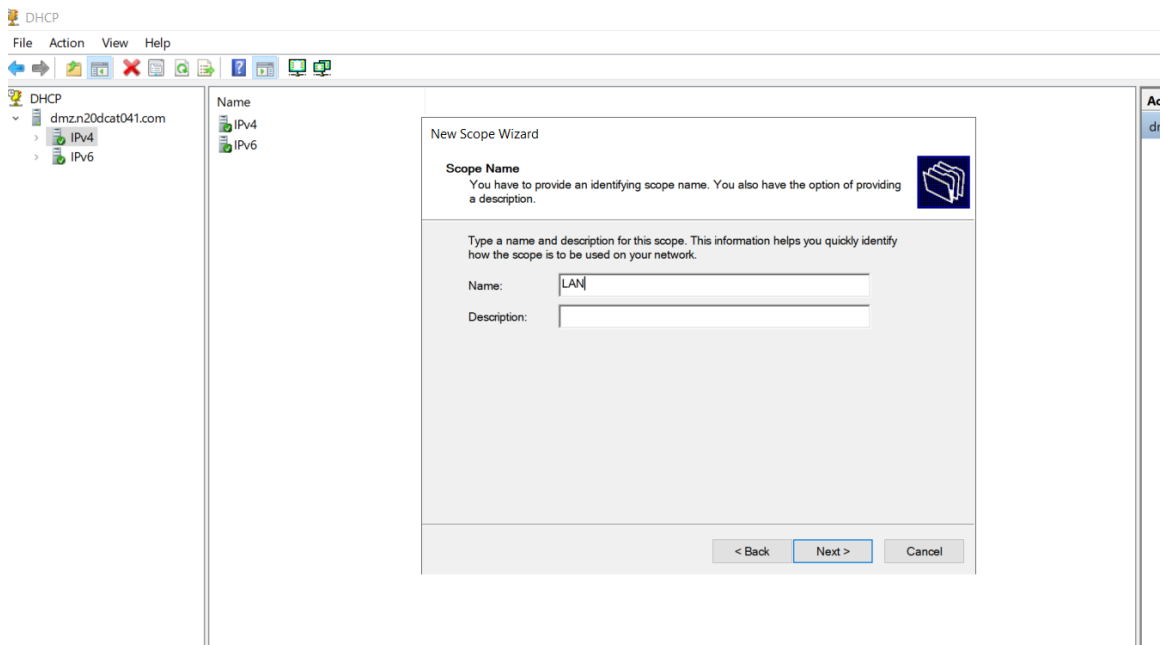 DHCP
File Action View Help
DHCP
dmz.n20dcat041.com
IPv4
IPv6
Name
IPv4
IPv6
New Scope Wizard
Scope Name
You have to provide an identifying scope name. You also have the option of providing
a description.
Type a name and description for this scope. This information helps you quickly identify
how the scope is to be used on your network.
Name: LAN
Description:
< Back Next > Cancel